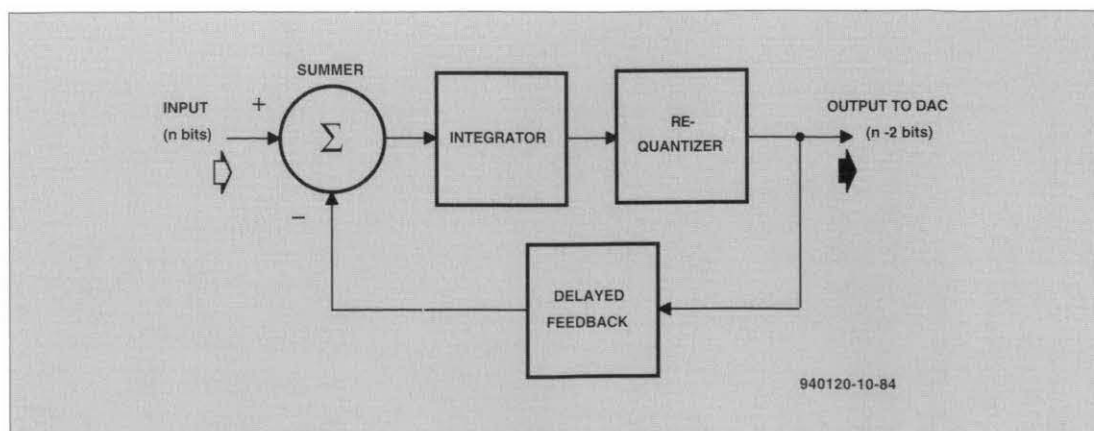 SUMMER
INPUT
(n bits)
+
Σ
−
INTEGRATOR
RE-
QUANTIZER
OUTPUT TO DAC
(n -2 bits)
DELAYED
FEEDBACK
940120-10-84